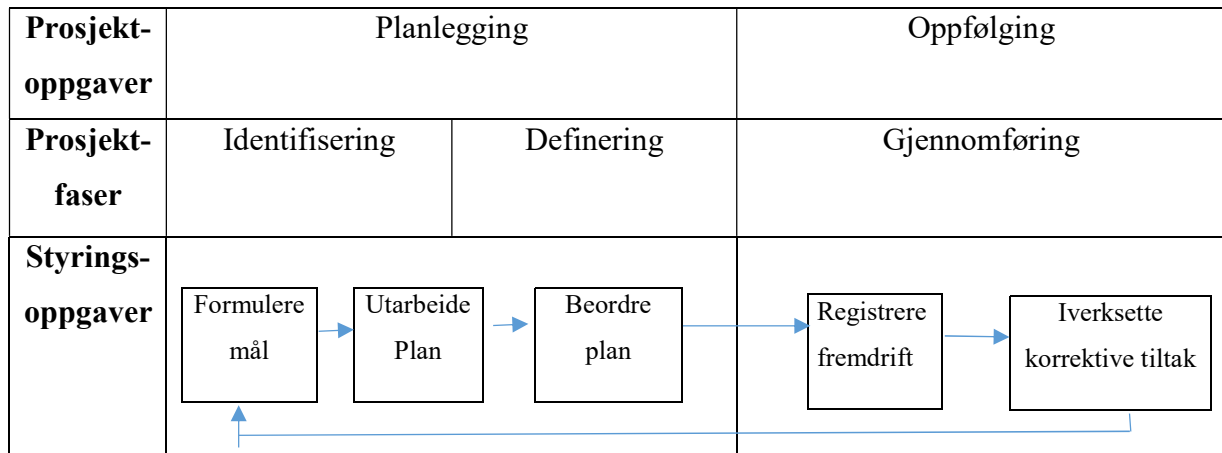 Prosjekt-
oppgaver
Planlegging
Oppfølging
Prosjekt-
faser
Identifisering
Definering
Gjennomføring
Styrings-
oppgaver
Formulere
mål
Utarbeide
Plan
Beordre
plan
Registrere
fremdrift
Iverksette
korrektive tiltak